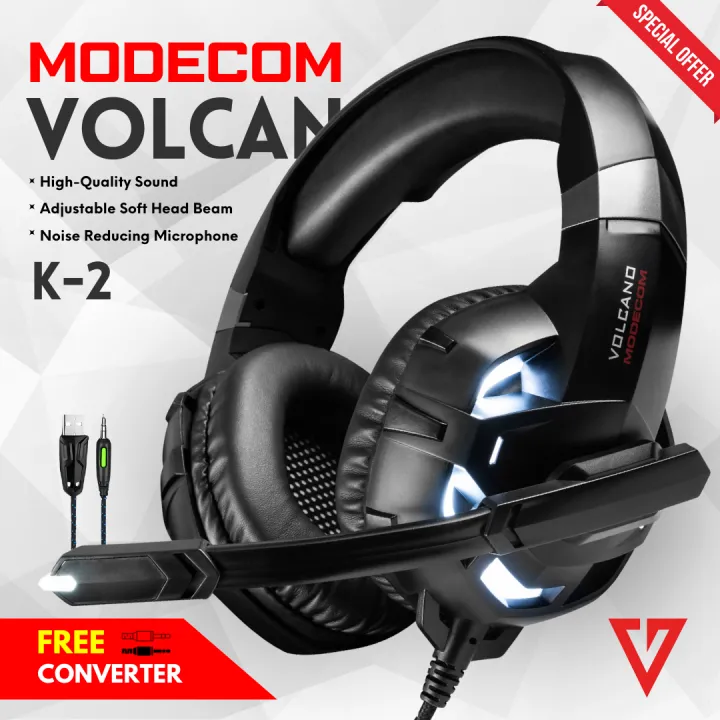 SPECIAL OFFER
MODECOM
VOLCAN
× High-Quality Sound
× Adjustable Soft Head Beam
× Noise Reducing Microphone
K-2
VOLCANO
MODECOM
FREE
CONVERTER